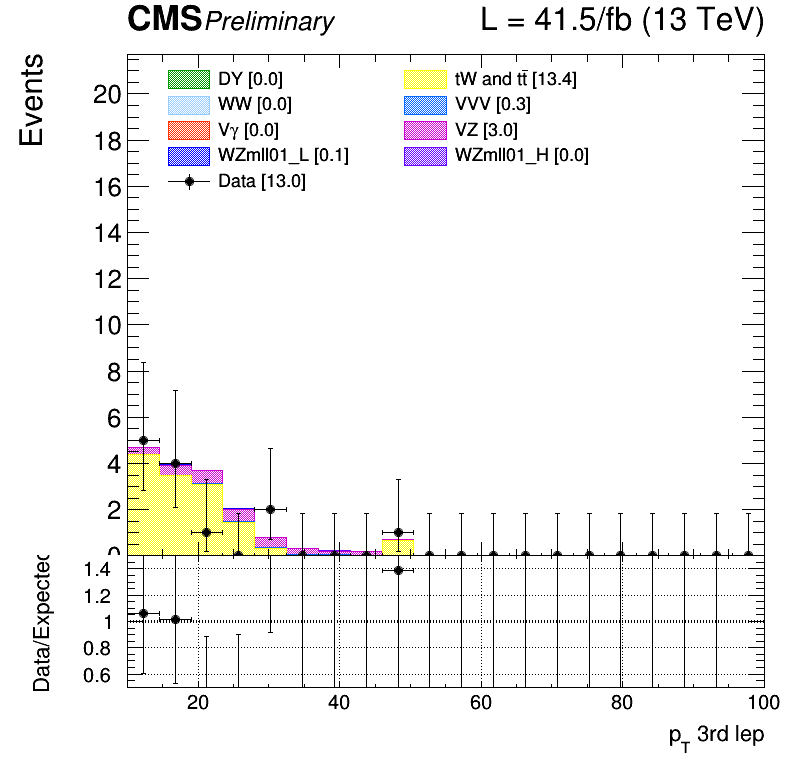 CMS Preliminary L = 41.5/fb (13 TeV)
Events
DY [0.0] tW and tt̄ [13.4]
WW [0.0] VVV [0.3]
Vγ [0.0] VZ [3.0]
WZmll01_L [0.1] WZmll01_H [0.0]
Data [13.0]
20
18
16
14
12
10
8
6
4
2
0
Data/Expected
1.4
1.2
1
0.8
0.6
20 40 60 80 100
p_T 3rd lep